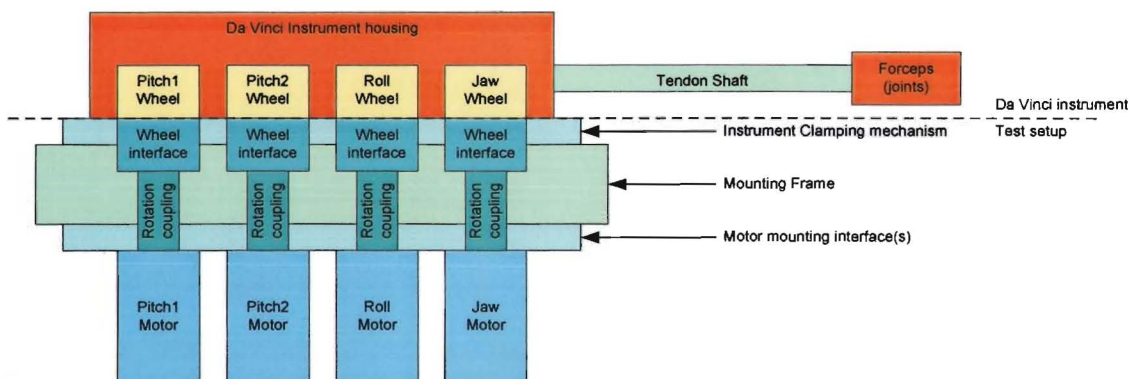 Da Vinci Instrument housing
Pitch1
Wheel
Pitch2
Wheel
Roll
Wheel
Jaw
Wheel
Tendon Shaft
Forceps
(joints)
Da Vinci instrument
Wheel
interface
Wheel
interface
Wheel
interface
Wheel
interface
Instrument Clamping mechanism
Test setup
Rotation
coupling
Rotation
coupling
Rotation
coupling
Rotation
coupling
Mounting Frame
Motor mounting interface(s)
Pitch1
Motor
Pitch2
Motor
Roll
Motor
Jaw
Motor